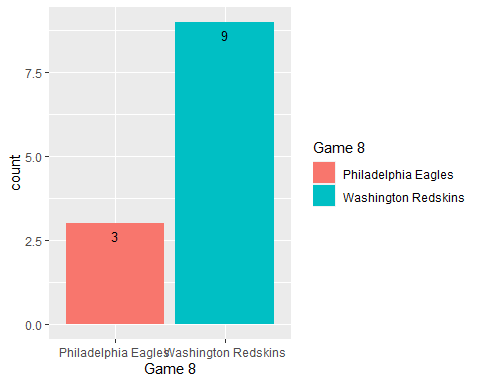 9
7.5
5.0
3
2.5
0.0
count
Philadelphia Eagles Washington Redskins
Game 8
Game 8
Philadelphia Eagles
Washington Redskins